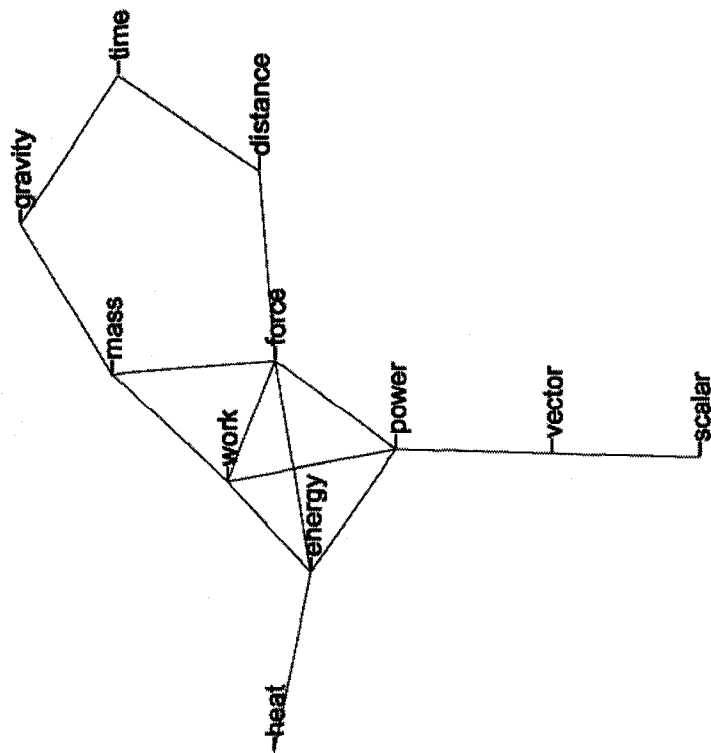 gravity
time
distance
mass
force
work
power
energy
vector
scalar
heat